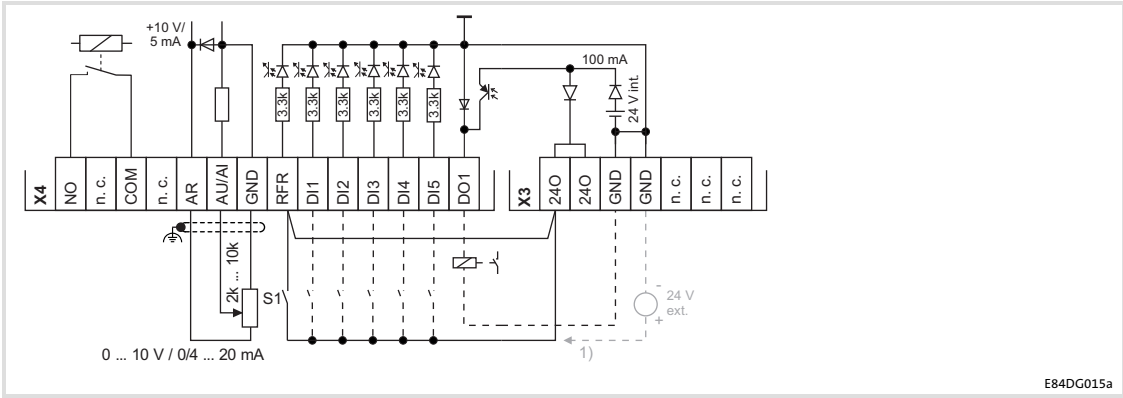 +10 V/
5 mA
100 mA
24 V int.
3.3k
3.3k
3.3k
3.3k
3.3k
3.3k
X4
NO
n. c.
COM
n. c.
AR
AU/AI
GND
RFR
DI1
DI2
DI3
DI4
DI5
DO1
X3
24O
24O
GND
GND
n. c.
n. c.
n. c.
2k ... 10k
S1
-
24 V
ext.
+
1)
0 ... 10 V / 0/4 ... 20 mA
E84DG015a